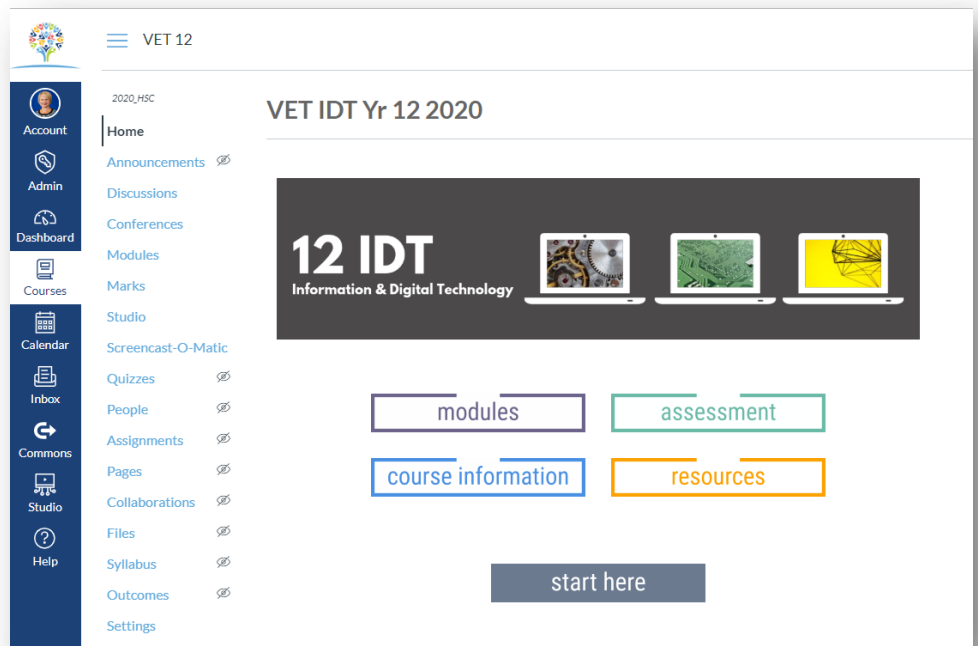 VET 12
Account
Admin
Dashboard
Courses
Calendar
Inbox
Commons
Studio
Help
2020_HSC
Home
Announcements
Discussions
Conferences
Modules
Marks
Studio
Screencast-O-Matic
Quizzes
People
Assignments
Pages
Collaborations
Files
Syllabus
Outcomes
Settings
VET IDT Yr 12 2020
12 IDT
Information & Digital Technology
modules
assessment
course information
resources
start here